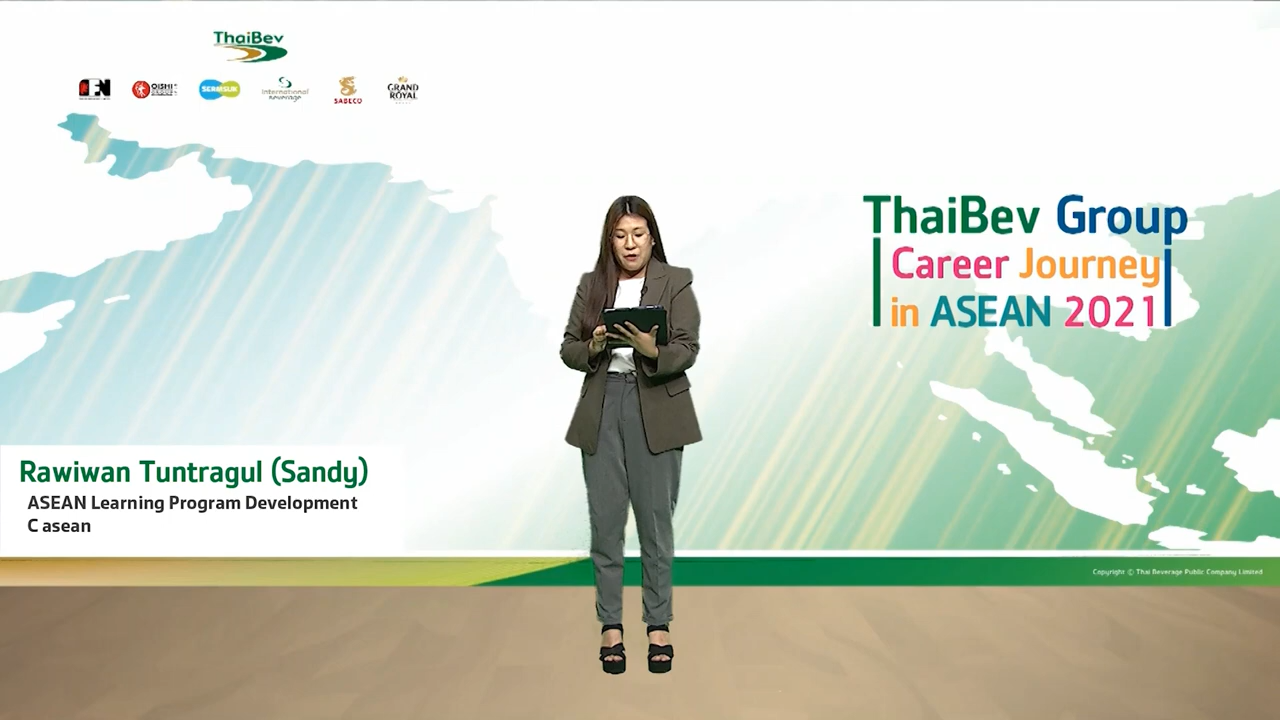 ThaiBev
OISHI
GROUP
SERMSUK
International
Beverage
SABECO
GRAND
ROYAL
ThaiBev Group
Career Journey
in ASEAN 2021
Rawiwan Tuntragul (Sandy)
ASEAN Learning Program Development
C asean
Copyright © Thai Beverage Public Company Limited